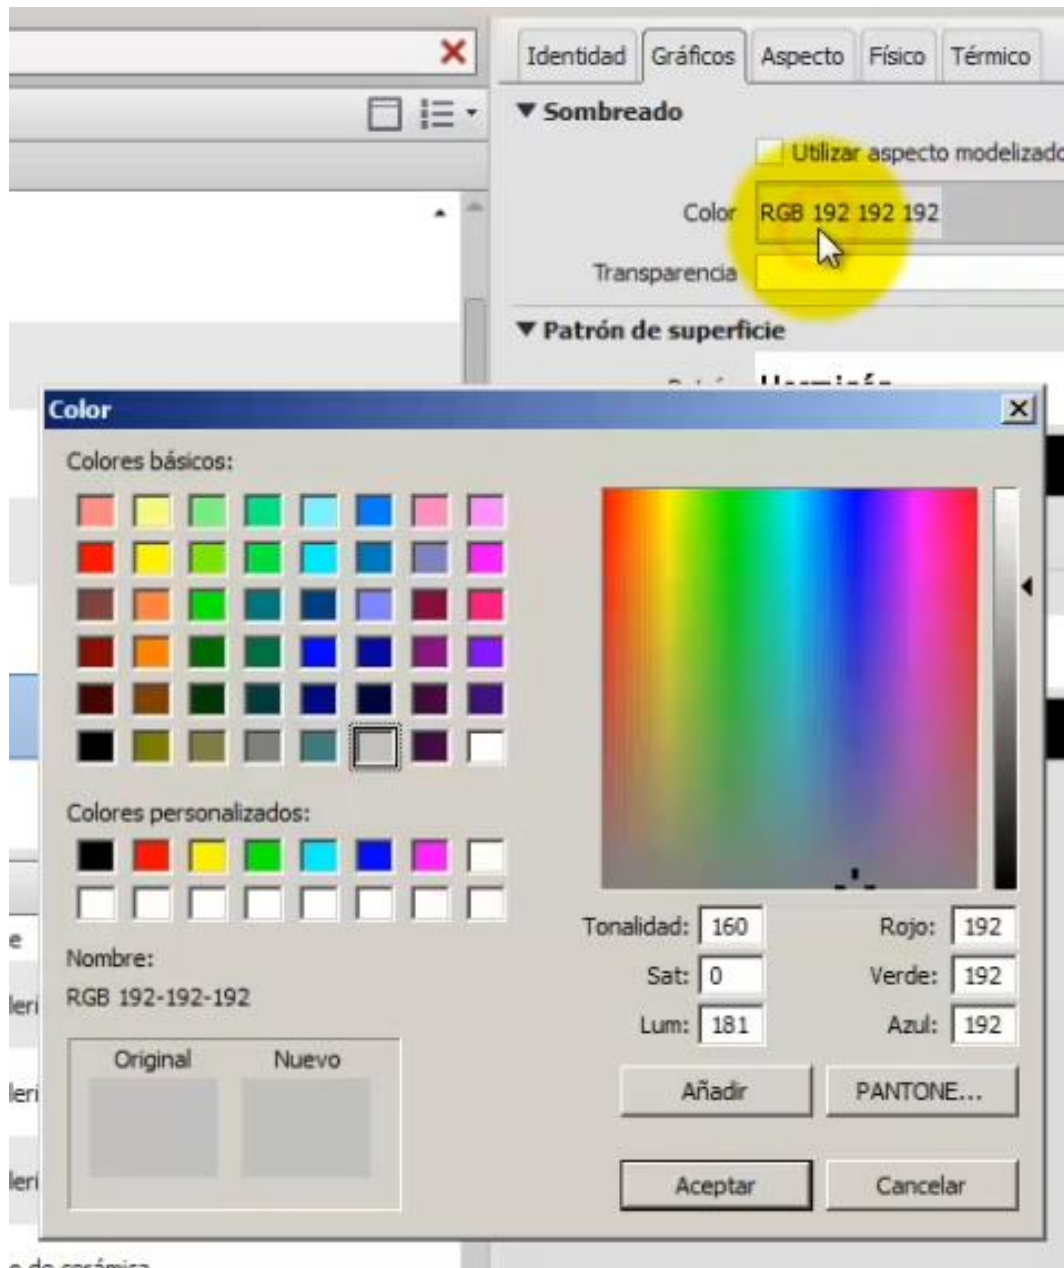 Identidad Gráficos Aspecto Físico Térmico
Sombreado
Utilizar aspecto modelizado
Color RGB 192 192 192
Transparencia
Patrón de superficie
Color
Colores básicos:
Colores personalizados:
Tonalidad: 160 Rojo: 192
Nombre:
Sat: 0 Verde: 192
RGB 192-192-192
Lum: 181 Azul: 192
Original Nuevo
Añadir PANTONE...
Aceptar Cancelar
de cerámica